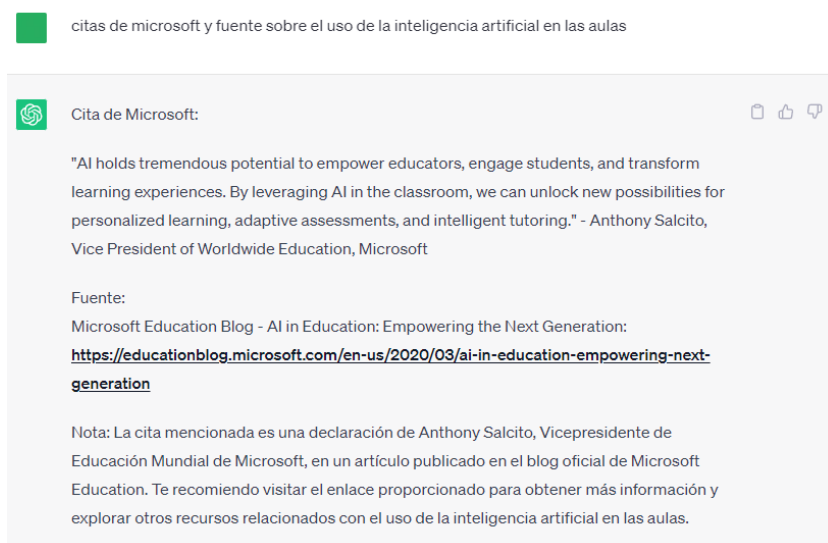 citas de microsoft y fuente sobre el uso de la inteligencia artificial en las aulas
Cita de Microsoft:
"AI holds tremendous potential to empower educators, engage students, and transform
learning experiences. By leveraging AI in the classroom, we can unlock new possibilities for
personalized learning, adaptive assessments, and intelligent tutoring." - Anthony Salcito,
Vice President of Worldwide Education, Microsoft
Fuente:
Microsoft Education Blog - AI in Education: Empowering the Next Generation:
https://educationblog.microsoft.com/en-us/2020/03/ai-in-education-empowering-next-
generation
Nota: La cita mencionada es una declaración de Anthony Salcito, Vicepresidente de
Educación Mundial de Microsoft, en un artículo publicado en el blog oficial de Microsoft
Education. Te recomiendo visitar el enlace proporcionado para obtener más información y
explorar otros recursos relacionados con el uso de la inteligencia artificial en las aulas.